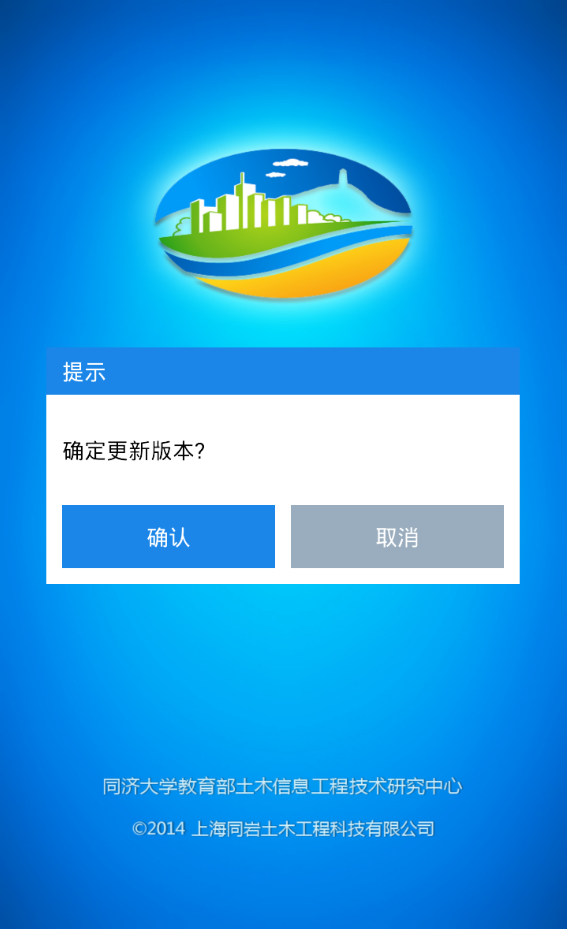 提示
确定更新版本?
确认
取消
同济大学教育部土木信息工程技术研究中心
©2014 上海同岩土木工程科技有限公司